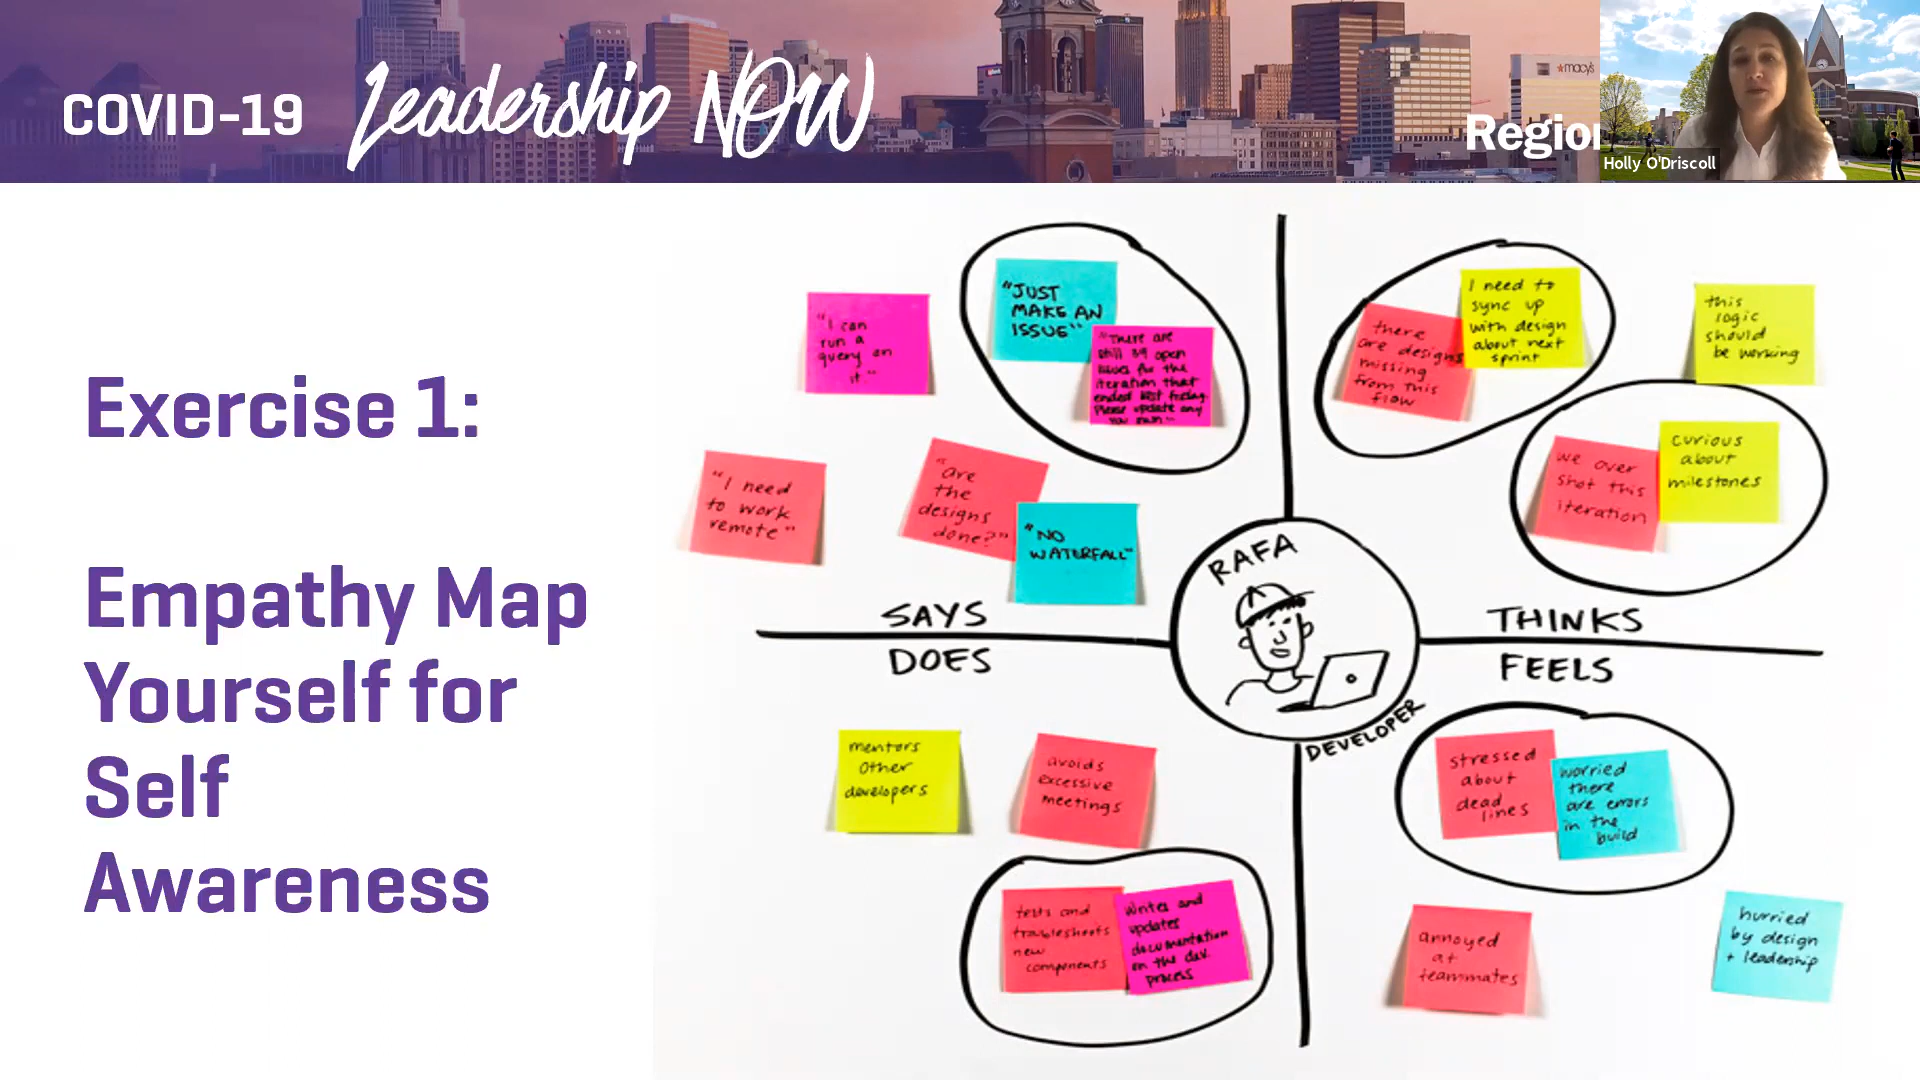 COVID-19
Leadership NOW
Region
★macy's
Holly O'Driscoll
Exercise 1:
Empathy Map
Yourself for
Self
Awareness
"I can
run a
query on
it."
"JUST
MAKE AN
ISSUE"
"There are
still 39 open
issues for the
iteration that
ended last friday.
Please update any
you own"
"I need
to work
remote"
"are
the
designs
done?"
"NO
WATERFALL"
there
are designs
missing
from this
flow
I need to
sync up
with design
about next
sprint
this
logic
should
be working
we over
shot this
iteration
curious
about
milestones
SAYS
THINKS
RAFA
DEVELOPER
DOES
FEELS
mentors
other
developers
avoids
excessive
meetings
tests and
troubleshoots
new
components
writes and
updates
documentation
on the dev.
process
stressed
about
dead
lines
worried
there
are errors
in the
build
annoyed
at
teammates
hurried
by design
+ leadership